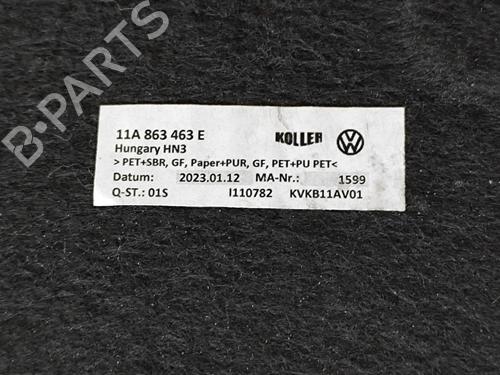 11A 863 463 E KOLLER
Hungary HN3
> PET+SBR, GF, Paper+PUR, GF, PET+PU PET<
Datum: 2023.01.12 MA-Nr.: 1599
Q-ST.: 01S I110782 KVKB11AV01